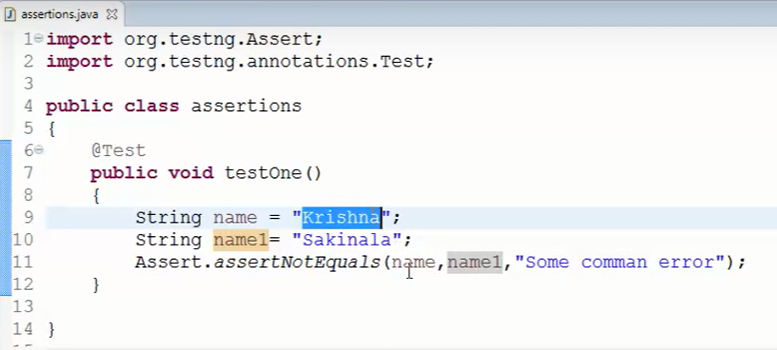 assertions.java
1 import org.testng.Assert;
2 import org.testng.annotations.Test;
3
4 public class assertions
5 {
6 @Test
7 public void testOne()
8 {
9 String name = "Krishna";
10 String name1= "Sakinala";
11 Assert.assertNotEquals(name,name1,"Some comman error");
12 }
13
14 }